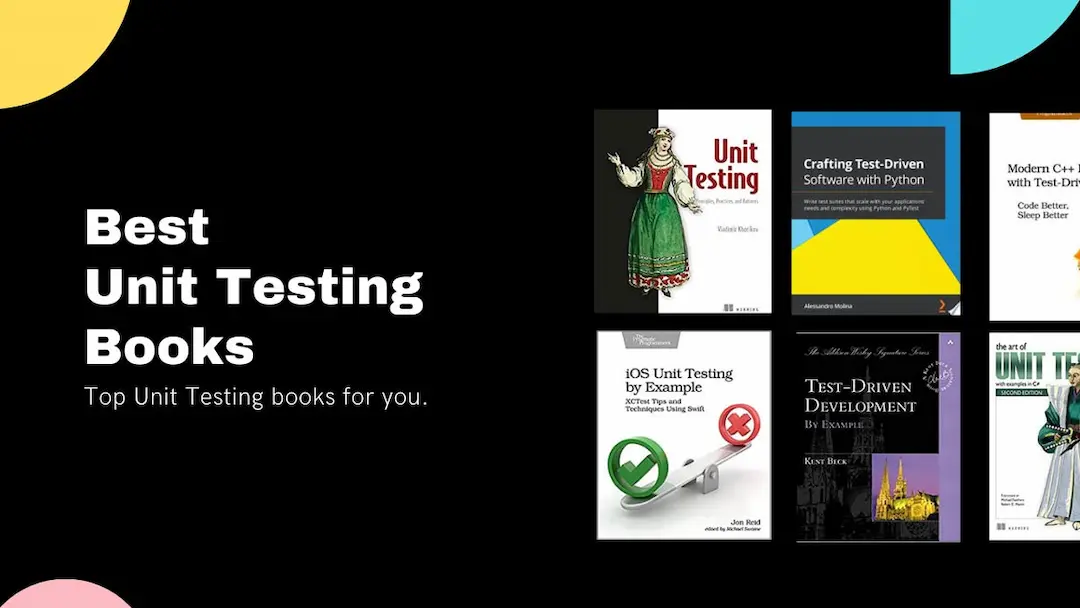 Best
Unit Testing
Books
Top Unit Testing books for you.
Unit
Testing
Principles, Practices, and Patterns
Vladimir Khorikov
MANNING
Crafting Test-Driven
Software with Python
Write test suites that scale with your applications'
needs and complexity using Python and PyTest
Alessandro Molina
Modern C++
with Test-Driv
Code Better,
Sleep Better
Pragmatic
Programmers
iOS Unit Testing
by Example
XCTest Tips and
Techniques Using Swift
Jon Reid
edited by Michael Swaine
The Addison Wesley Signature Series
TEST-DRIVEN
DEVELOPMENT
BY EXAMPLE
KENT BECK
the art of
UNIT TE
with examples in C#
SECOND EDITION
MANNING